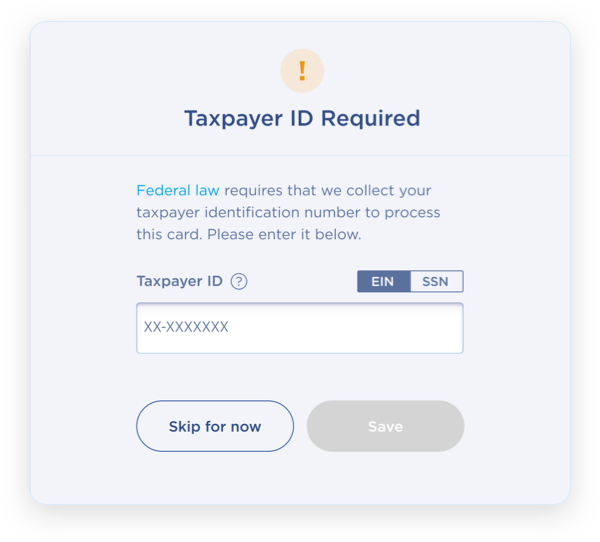 !
Taxpayer ID Required
Federal law requires that we collect your
taxpayer identification number to process
this card. Please enter it below.
Taxpayer ID ? EIN SSN
XX-XXXXXXX
Skip for now Save